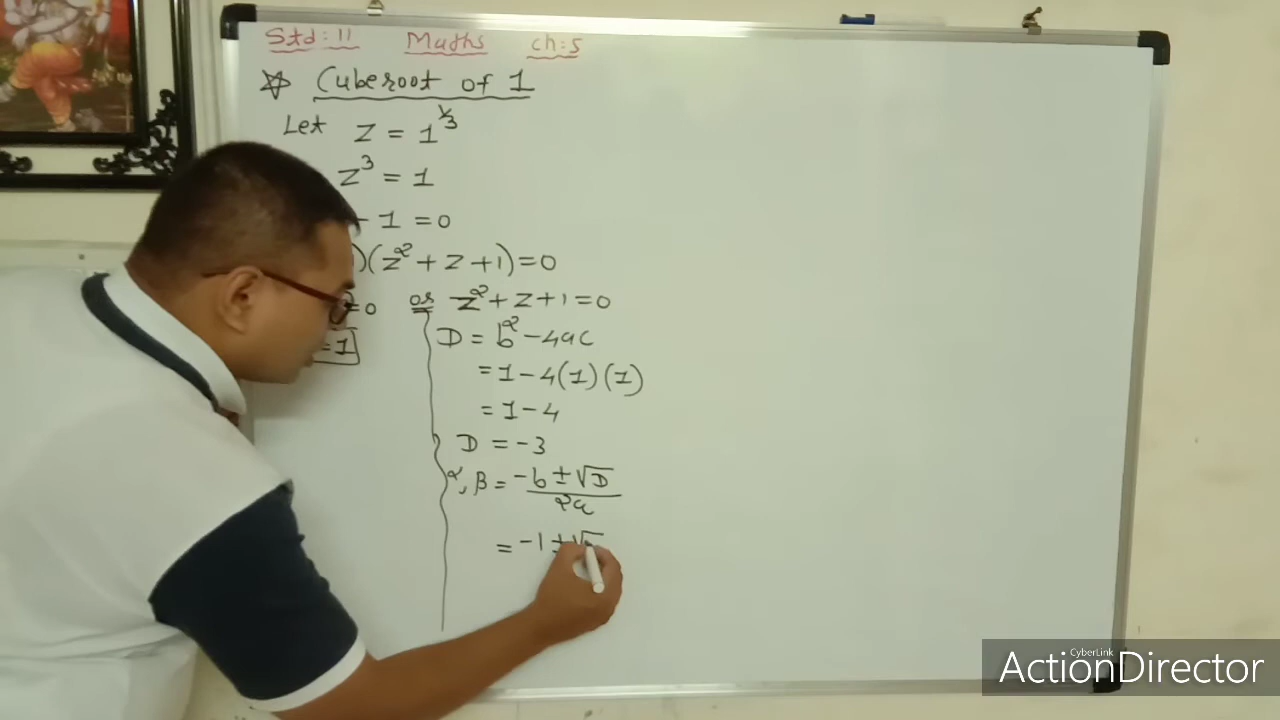 Std: 11 Maths ch: 5
☆ Cuberoot of 1
Let z = 1^(1/3)
z³ = 1
- 1 = 0
)(z² + z + 1) = 0
= 0 or z² + z + 1 = 0
= 1
D = b² - 4ac
= 1 - 4(1)(1)
= 1 - 4
D = -3
α, β = (-b ± √D)/2a
= -1 ± √
CyberLink
ActionDirector